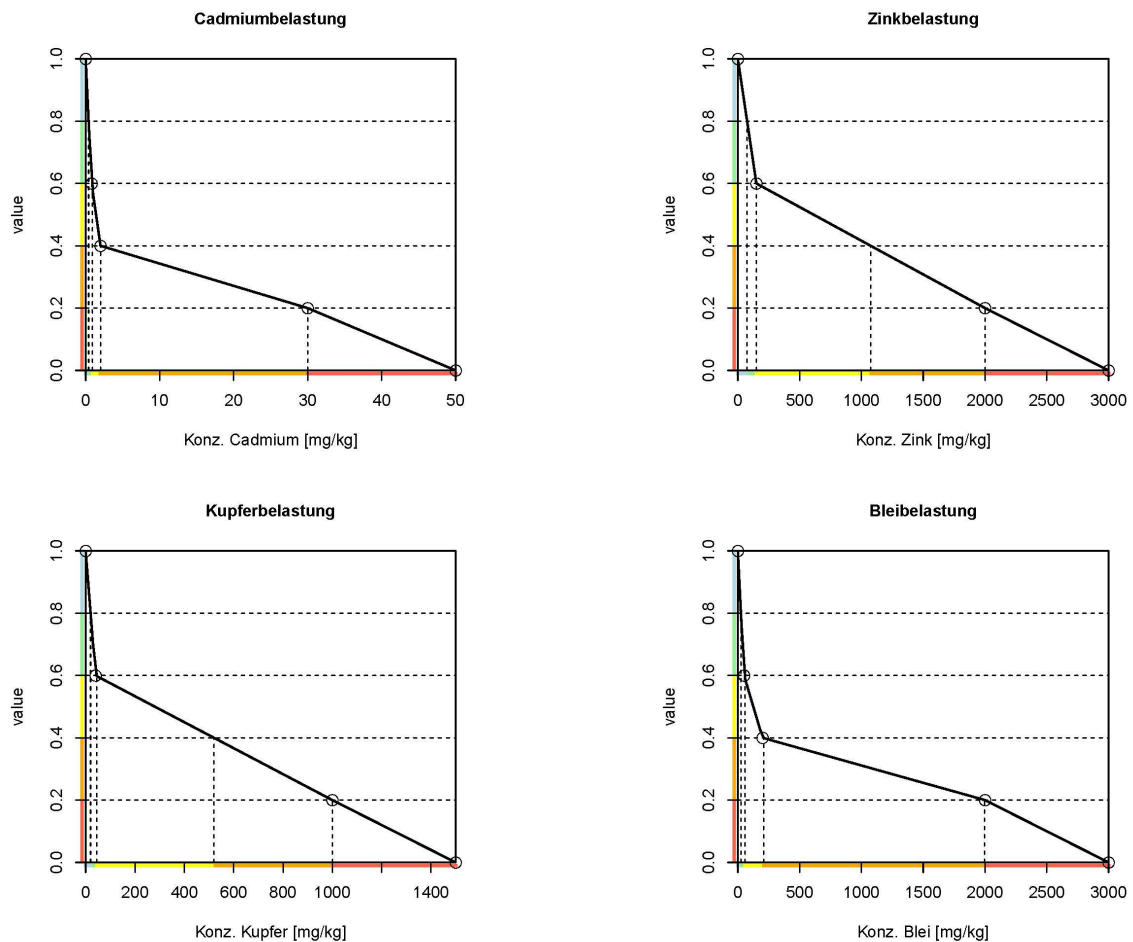 Cadmiumbelastung
value
1.0
0.8
0.6
0.4
0.2
0.0
0 10 20 30 40 50
Konz. Cadmium [mg/kg]
Zinkbelastung
value
1.0
0.8
0.6
0.4
0.2
0.0
0 500 1000 1500 2000 2500 3000
Konz. Zink [mg/kg]
Kupferbelastung
value
1.0
0.8
0.6
0.4
0.2
0.0
0 200 400 600 800 1000 1400
Konz. Kupfer [mg/kg]
Bleibelastung
value
1.0
0.8
0.6
0.4
0.2
0.0
0 500 1000 1500 2000 2500 3000
Konz. Blei [mg/kg]